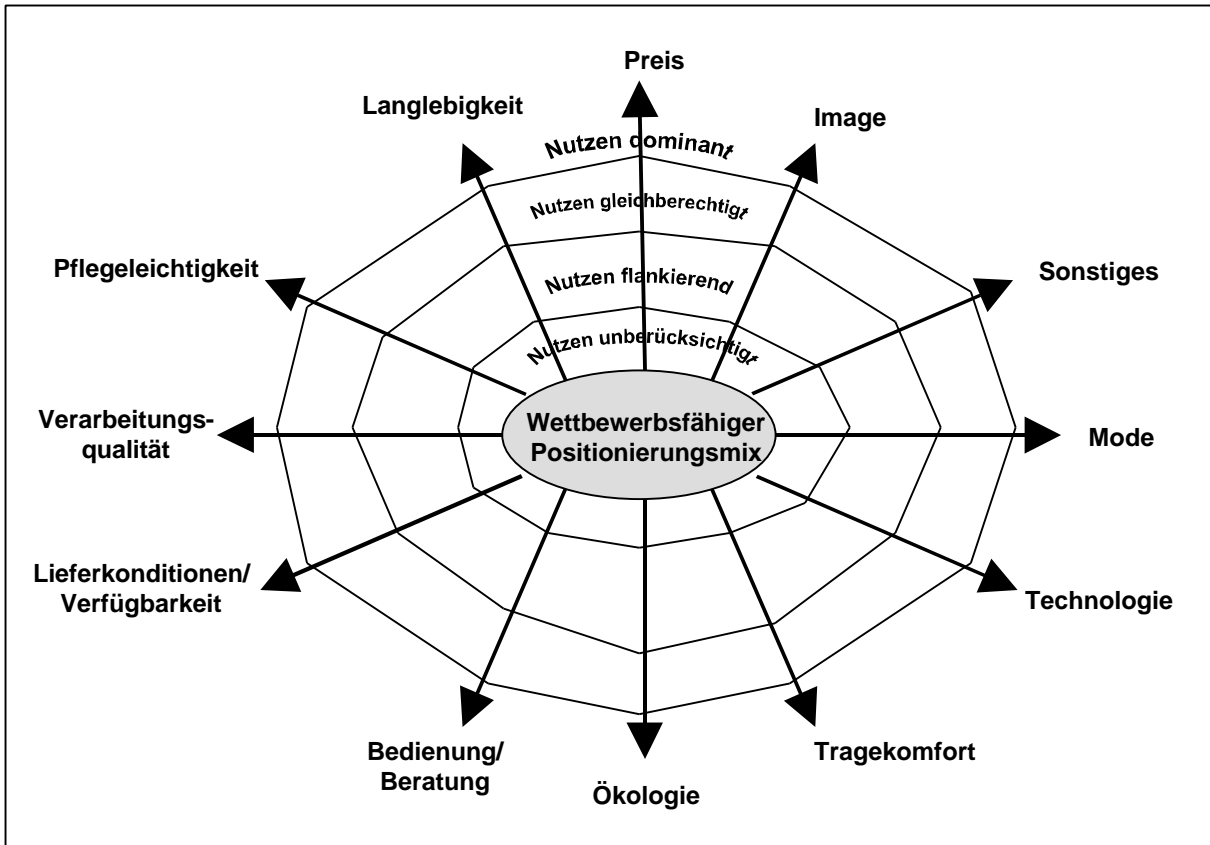 Preis
Langlebigkeit
Image
Nutzen dominant
Nutzen gleichberechtigt
Pflegeleichtigkeit
Sonstiges
Nutzen flankierend
Nutzen unberücksichtigt
Verarbeitungs-
qualität
Wettbewerbsfähiger
Positionierungsmix
Mode
Lieferkonditionen/
Verfügbarkeit
Technologie
Bedienung/
Beratung
Ökologie
Tragekomfort